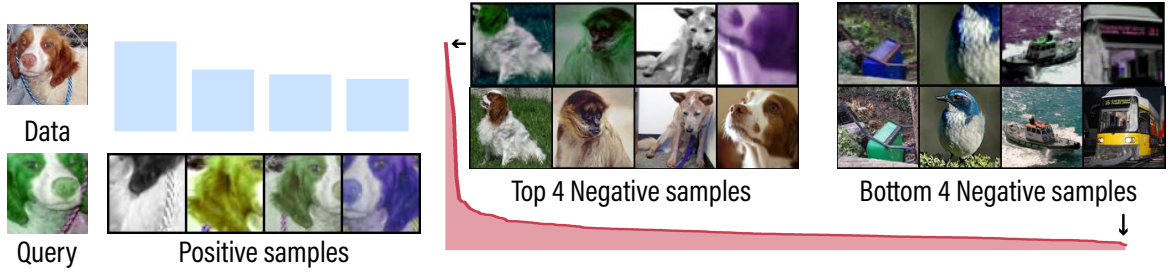 Data
Query
Positive samples
Top 4 Negative samples
Bottom 4 Negative samples